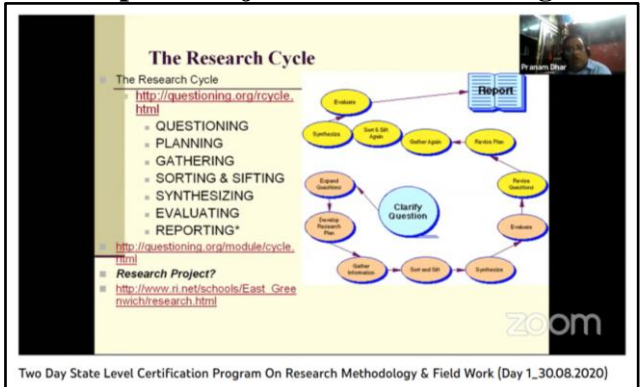 The Research Cycle
The Research Cycle
http://questioning.org/rcycle.
html
QUESTIONING
PLANNING
GATHERING
SORTING & SIFTING
SYNTHESIZING
EVALUATING
REPORTING*
http://questioning.org/module/cycle.
html
Research Project?
http://www.ri.net/schools/East_Gree
nwich/research.html
Pranam Dhar
Report
Evaluate
Synthesize
Sort & Sift
Again
Gather Again
Revise Plan
Revise
Questions
Evaluate
Synthesize
Sort and Sift
Gather
Information
Develop
Research
Plan
Expand
Questions
Clarify
Question
zoom
Two Day State Level Certification Program On Research Methodology & Field Work (Day 1_30.08.2020)